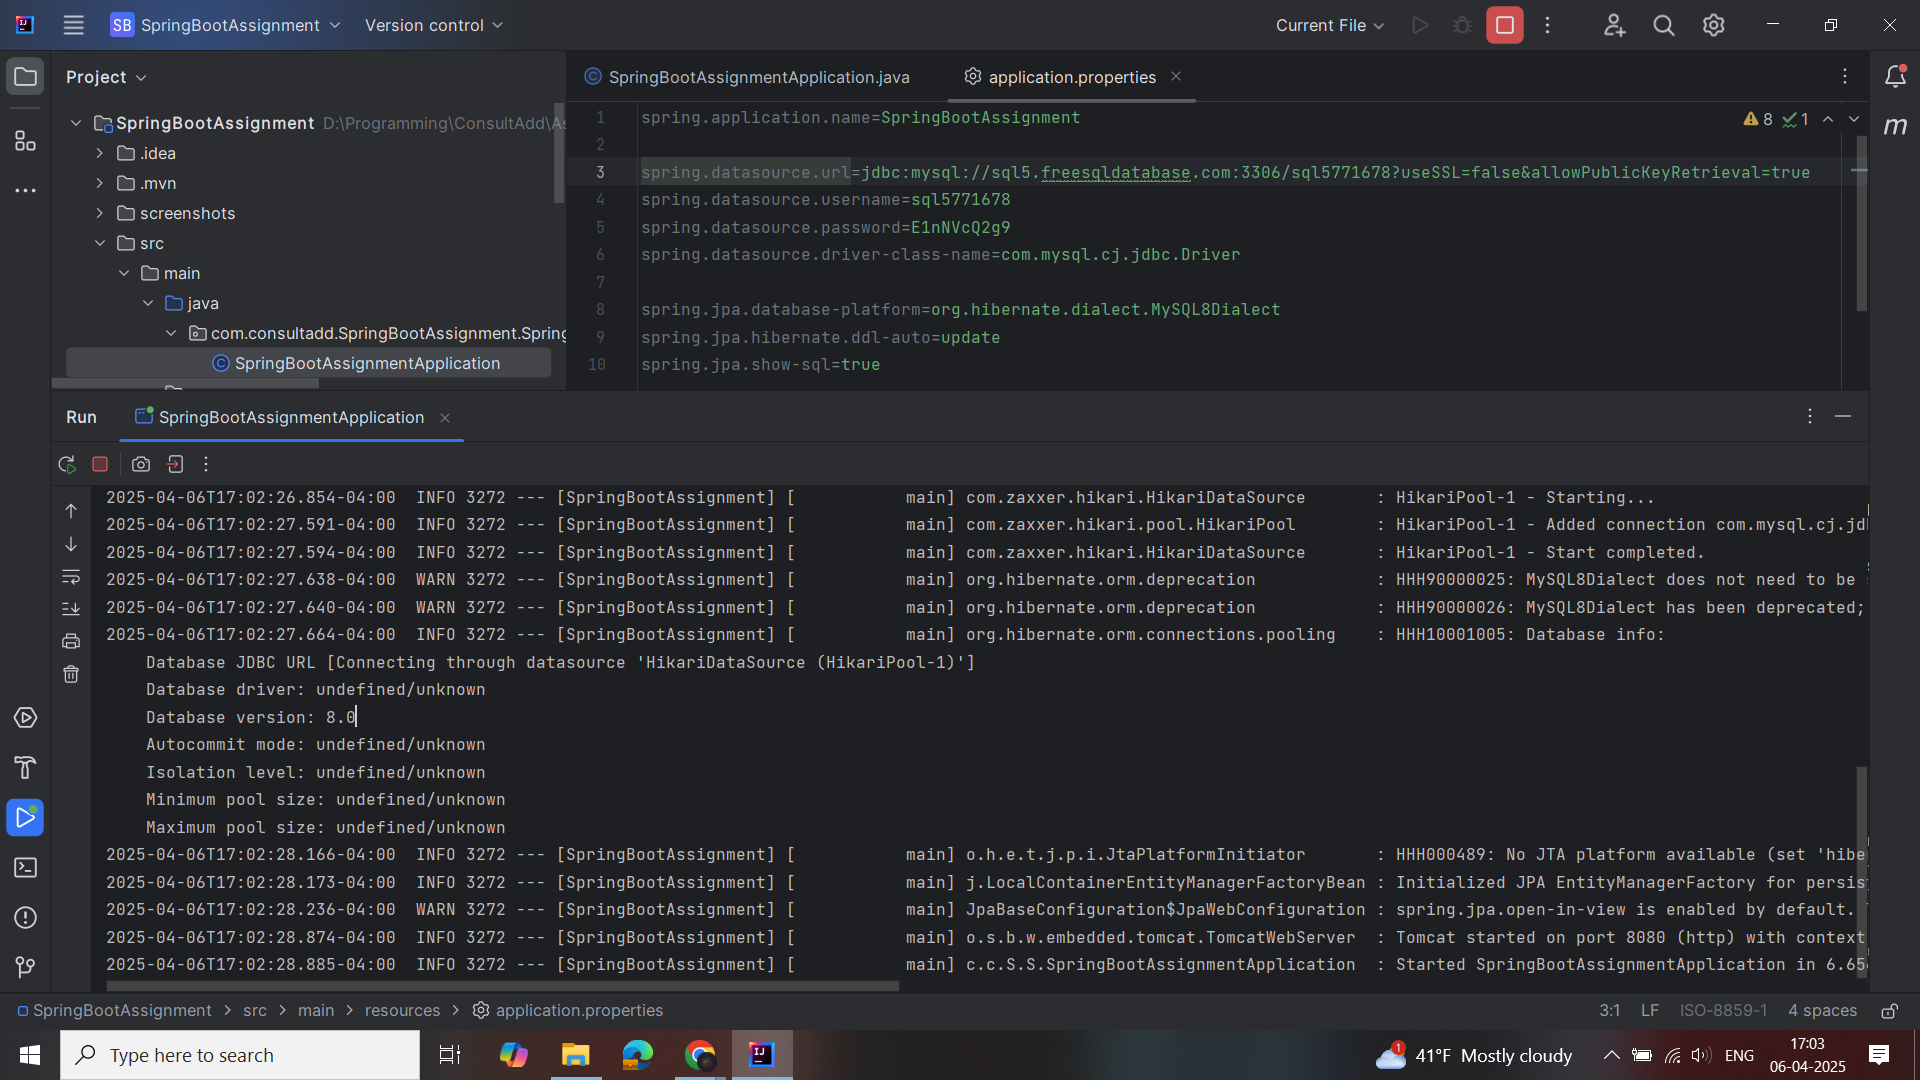 SB SpringBootAssignment Version control Current File
Project
SpringBootAssignmentApplication.java application.properties
SpringBootAssignment D:\Programming\ConsultAdd\As
.idea
.mvn
screenshots
src
main
java
com.consultadd.SpringBootAssignment.Spring
SpringBootAssignmentApplication
1 spring.application.name=SpringBootAssignment
2
3 spring.datasource.url=jdbc:mysql://sql5.freesqldatabase.com:3306/sql5771678?useSSL=false&allowPublicKeyRetrieval=true
4 spring.datasource.username=sql5771678
5 spring.datasource.password=E1nNVcQ2g9
6 spring.datasource.driver-class-name=com.mysql.cj.jdbc.Driver
7
8 spring.jpa.database-platform=org.hibernate.dialect.MySQL8Dialect
9 spring.jpa.hibernate.ddl-auto=update
10 spring.jpa.show-sql=true
8 1
m
Run SpringBootAssignmentApplication
2025-04-06T17:02:26.854-04:00  INFO 3272 --- [SpringBootAssignment] [           main] com.zaxxer.hikari.HikariDataSource       : HikariPool-1 - Starting...
2025-04-06T17:02:27.591-04:00  INFO 3272 --- [SpringBootAssignment] [           main] com.zaxxer.hikari.pool.HikariPool        : HikariPool-1 - Added connection com.mysql.cj.jd
2025-04-06T17:02:27.594-04:00  INFO 3272 --- [SpringBootAssignment] [           main] com.zaxxer.hikari.HikariDataSource       : HikariPool-1 - Start completed.
2025-04-06T17:02:27.638-04:00  WARN 3272 --- [SpringBootAssignment] [           main] org.hibernate.orm.deprecation            : HHH90000025: MySQL8Dialect does not need to be
2025-04-06T17:02:27.640-04:00  WARN 3272 --- [SpringBootAssignment] [           main] org.hibernate.orm.deprecation            : HHH90000026: MySQL8Dialect has been deprecated;
2025-04-06T17:02:27.664-04:00  INFO 3272 --- [SpringBootAssignment] [           main] org.hibernate.orm.connections.pooling    : HHH10001005: Database info:
Database JDBC URL [Connecting through datasource 'HikariDataSource (HikariPool-1)']
Database driver: undefined/unknown
Database version: 8.0
Autocommit mode: undefined/unknown
Isolation level: undefined/unknown
Minimum pool size: undefined/unknown
Maximum pool size: undefined/unknown
2025-04-06T17:02:28.166-04:00  INFO 3272 --- [SpringBootAssignment] [           main] o.h.e.t.j.p.i.JtaPlatformInitiator       : HHH000489: No JTA platform available (set 'hibe
2025-04-06T17:02:28.173-04:00  INFO 3272 --- [SpringBootAssignment] [           main] j.LocalContainerEntityManagerFactoryBean : Initialized JPA EntityManagerFactory for persis
2025-04-06T17:02:28.236-04:00  WARN 3272 --- [SpringBootAssignment] [           main] JpaBaseConfiguration$JpaWebConfiguration : spring.jpa.open-in-view is enabled by default.
2025-04-06T17:02:28.874-04:00  INFO 3272 --- [SpringBootAssignment] [           main] o.s.b.w.embedded.tomcat.TomcatWebServer  : Tomcat started on port 8080 (http) with context
2025-04-06T17:02:28.885-04:00  INFO 3272 --- [SpringBootAssignment] [           main] c.c.S.S.SpringBootAssignmentApplication  : Started SpringBootAssignmentApplication in 6.656
SpringBootAssignment > src > main > resources > application.properties 3:1 LF ISO-8859-1 4 spaces
Type here to search
1 41°F Mostly cloudy ENG 17:03
06-04-2025